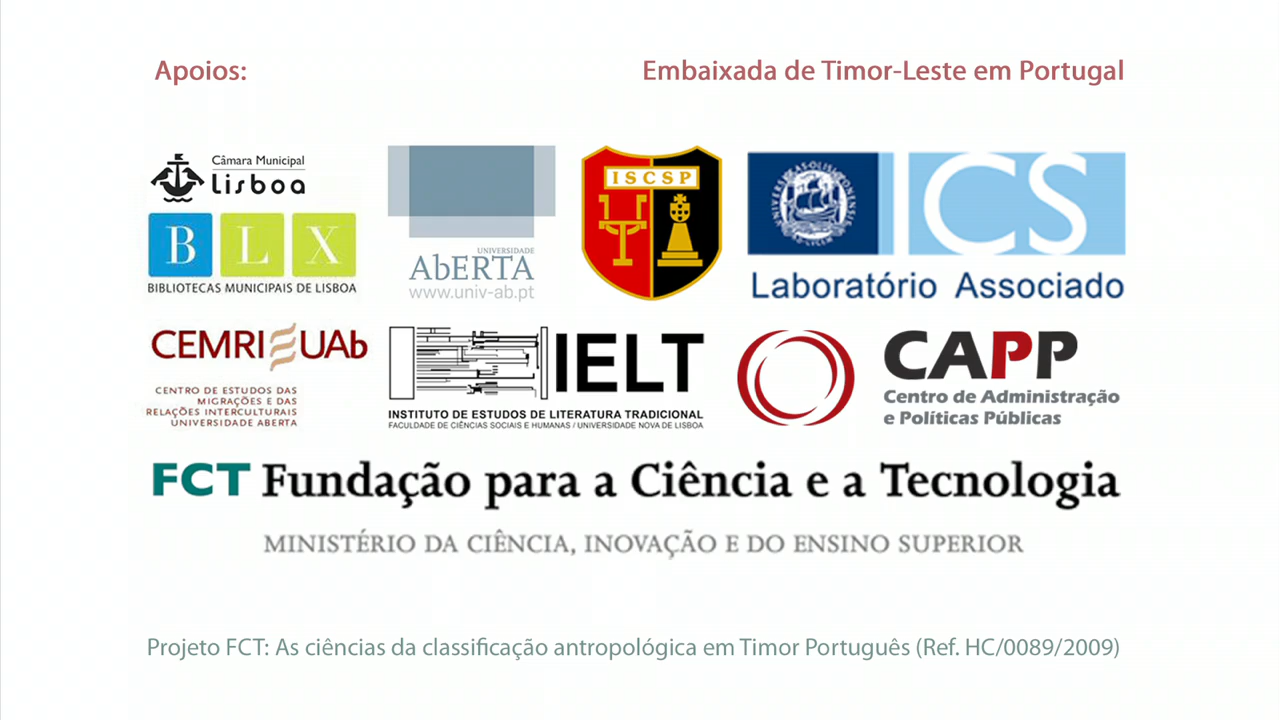 Apoios:
Embaixada de Timor-Leste em Portugal
Câmara Municipal
Lisboa
B L X
BIBLIOTECAS MUNICIPAIS DE LISBOA
UNIVERSIDADE
AbERTA
www.univ-ab.pt
ISCSP
ICS
Laboratório Associado
CEMRI UAb
CENTRO DE ESTUDOS DAS
MIGRAÇÕES E DAS
RELAÇÕES INTERCULTURAIS
UNIVERSIDADE ABERTA
IELT
INSTITUTO DE ESTUDOS DE LITERATURA TRADICIONAL
FACULDADE DE CIÊNCIAS SOCIAIS E HUMANAS / UNIVERSIDADE NOVA DE LISBOA
CAPP
Centro de Administração
e Políticas Públicas
FCT Fundação para a Ciência e a Tecnologia
MINISTÉRIO DA CIÊNCIA, INOVAÇÃO E DO ENSINO SUPERIOR
Projeto FCT: As ciências da classificação antropológica em Timor Português (Ref. HC/0089/2009)